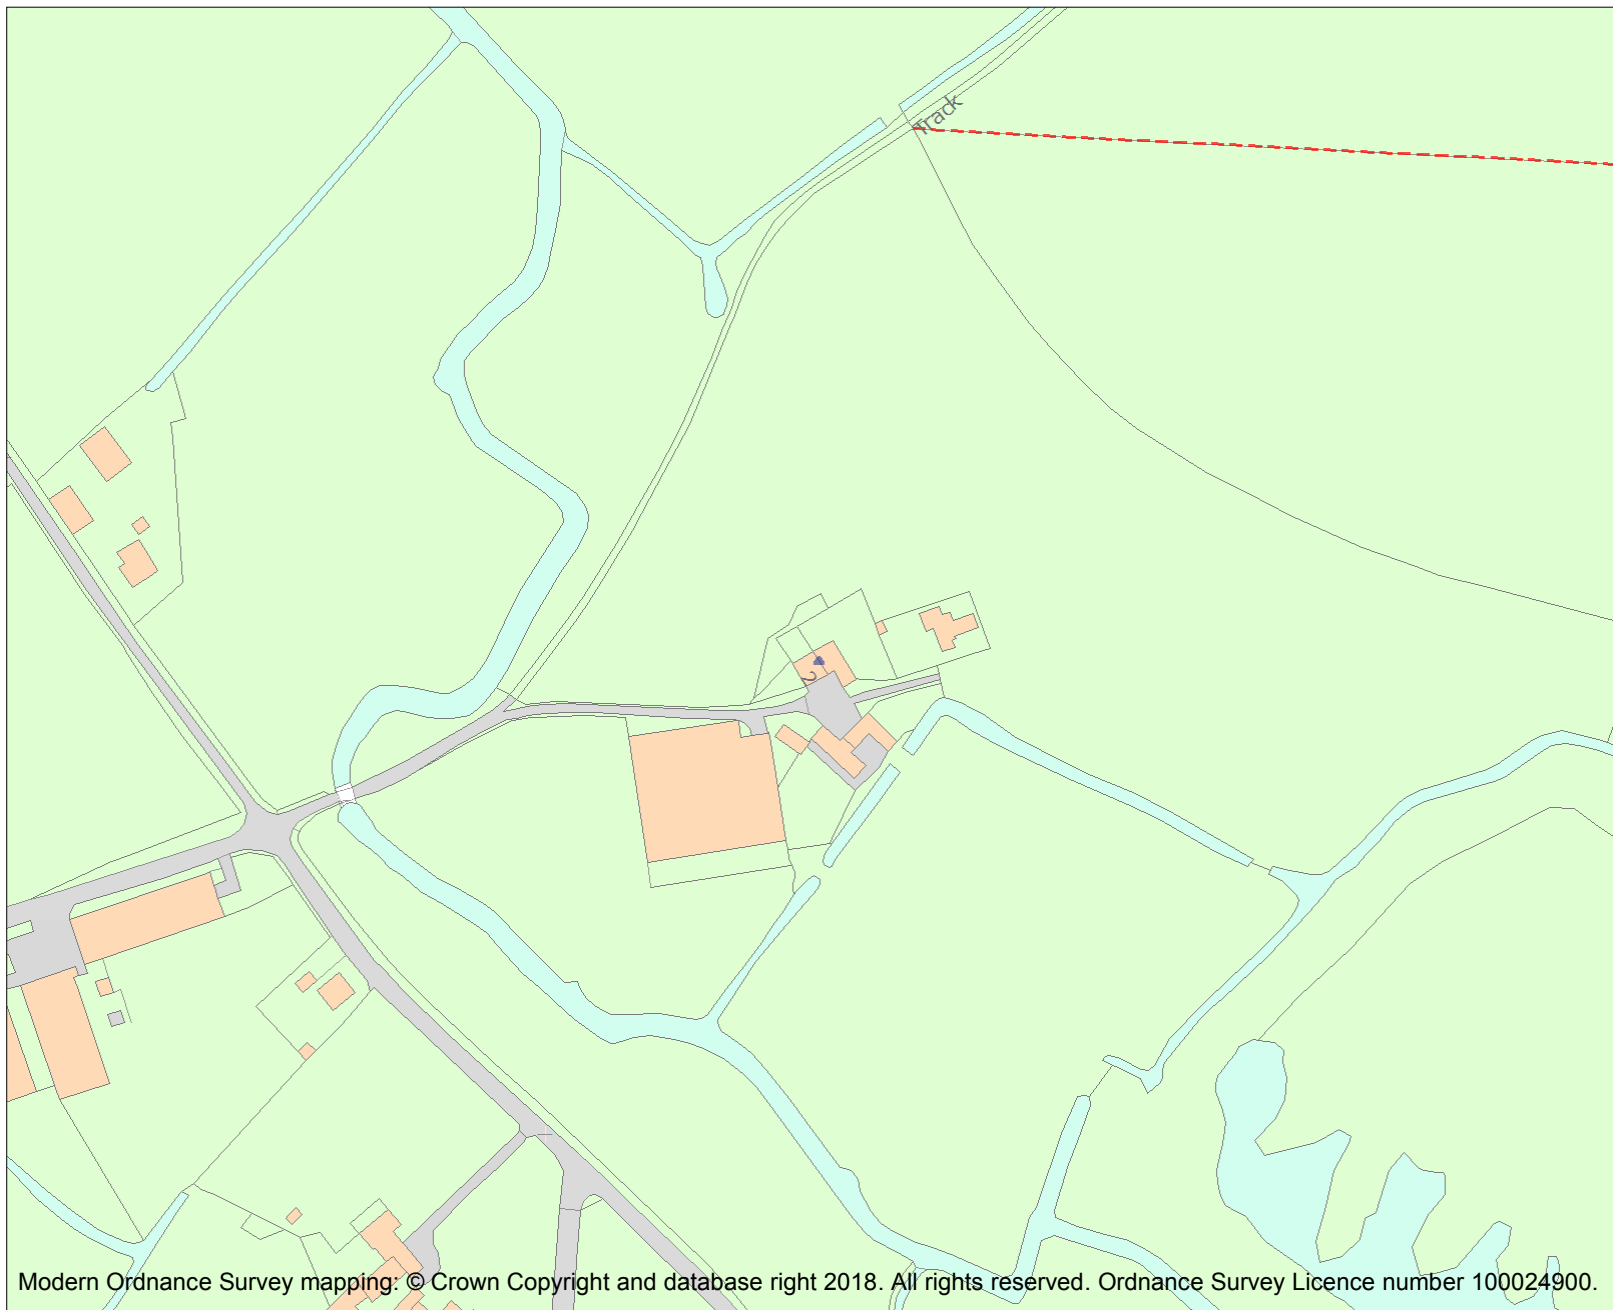 Track
2
Modern Ordnance Survey mapping: © Crown Copyright and database right 2018. All rights reserved. Ordnance Survey Licence number 100024900.